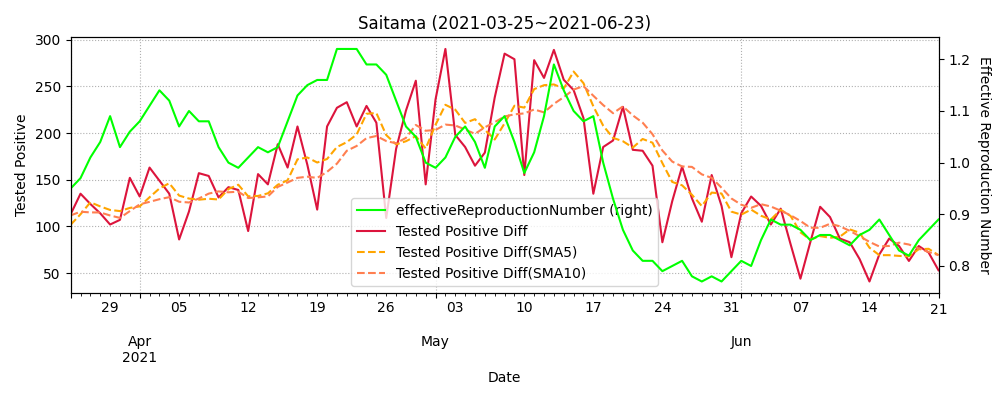 Saitama (2021-03-25~2021-06-23)
300
250
200
150
100
50
Tested Positive
1.2
1.1
1.0
0.9
0.8
Effective Reproduction Number
effectiveReproductionNumber (right)
Tested Positive Diff
Tested Positive Diff(SMA5)
Tested Positive Diff(SMA10)
29 05 12 19 26 03 10 17 24 07 14 21
Apr May Jun
2021
Date